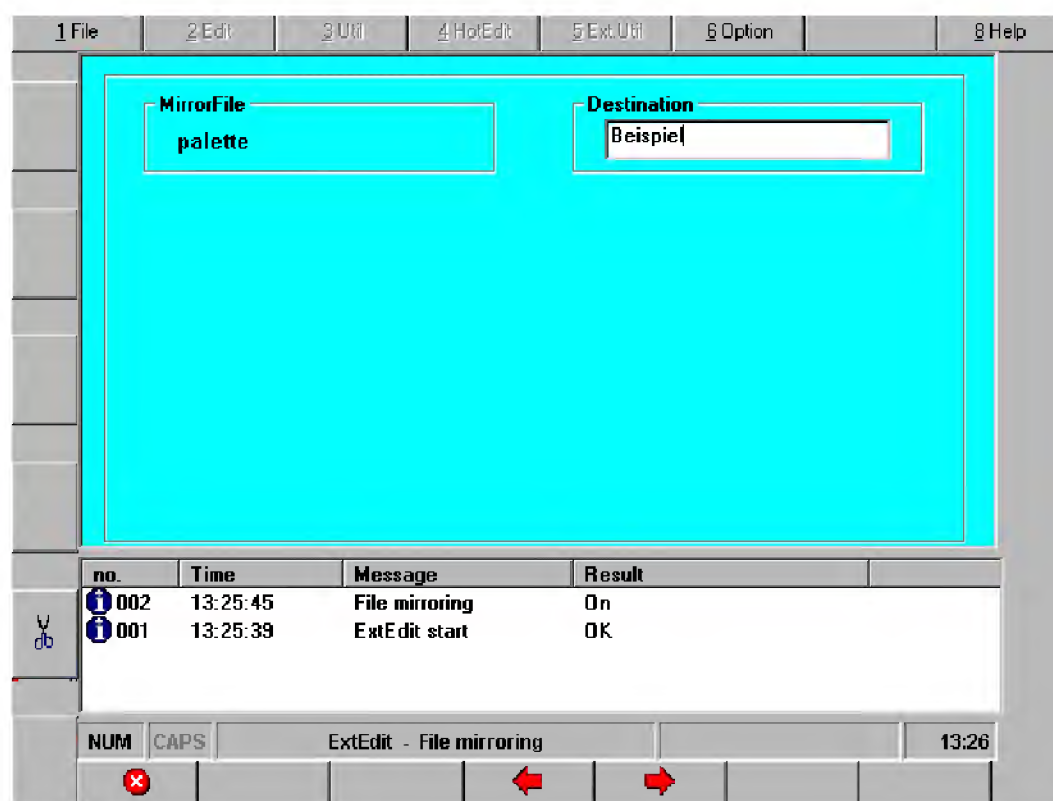 1 File 2 Edit 3 Util 4 HotEdit 5 Ext.Util 6 Option 8 Help
MirrorFile Destination
palette Beispiel
no. Time Message Result
002 13:25:45 File mirroring On
001 13:25:39 ExtEdit start OK
NUM CAPS ExtEdit - File mirroring 13:26